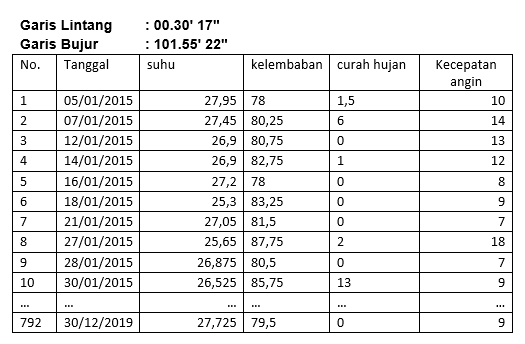 Garis Lintang : 00.30' 17"
Garis Bujur : 101.55' 22"
No. Tanggal suhu kelembaban curah hujan Kecepatan angin
1 05/01/2015 27,95 78 1,5 10
2 07/01/2015 27,45 80,25 6 14
3 12/01/2015 26,9 80,75 0 13
4 14/01/2015 26,9 82,75 1 12
5 16/01/2015 27,2 78 0 8
6 18/01/2015 25,3 83,25 0 9
7 21/01/2015 27,05 81,5 0 7
8 27/01/2015 25,65 87,75 2 18
9 28/01/2015 26,875 80,5 0 7
10 30/01/2015 26,525 85,75 13 9
... ... ... ... ... ...
792 30/12/2019 27,725 79,5 0 9